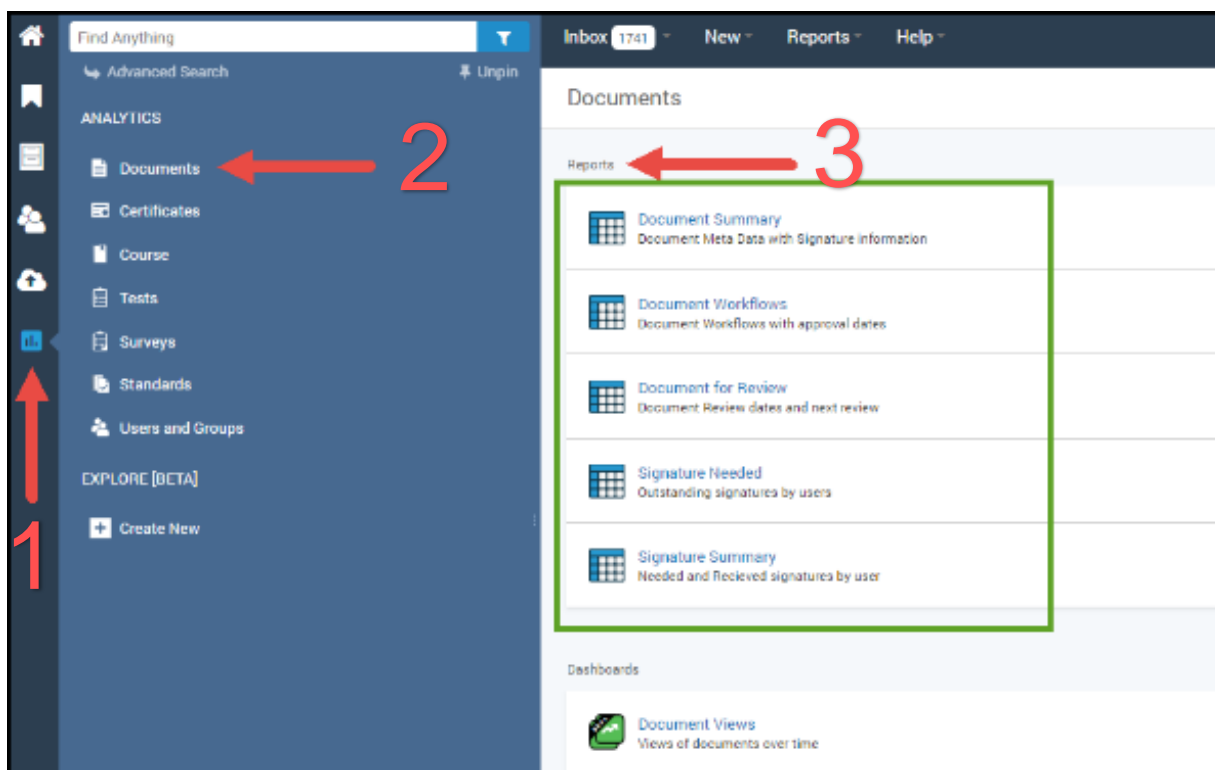 Find Anything
Inbox 1741 New Reports Help
Advanced Search Unpin
Documents
ANALYTICS
2
3
Documents
Reports
Certificates
Course
Tests
Surveys
Standards
Users and Groups
EXPLORE [BETA]
Create New
1
Document Summary
Document Meta Data with Signature information
Document Workflows
Document Workflows with approval dates
Document for Review
Document Review dates and next review
Signature Needed
Outstanding signatures by users
Signature Summary
Needed and Recieved signatures by user
Dashboards
Document Views
Views of documents over time